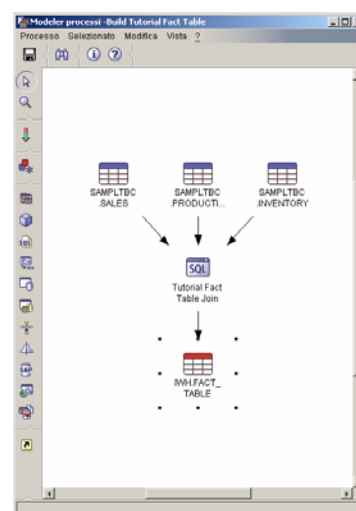 Modeler processi -Build Tutorial Fact Table
Processo Selezionato Modifica Vista ?
SAMPLTBC
.SALES
SAMPLTBC
.PRODUCTI...
SAMPLTBC
.INVENTORY
SQL
Tutorial Fact
Table Join
IWH.FACT_
TABLE